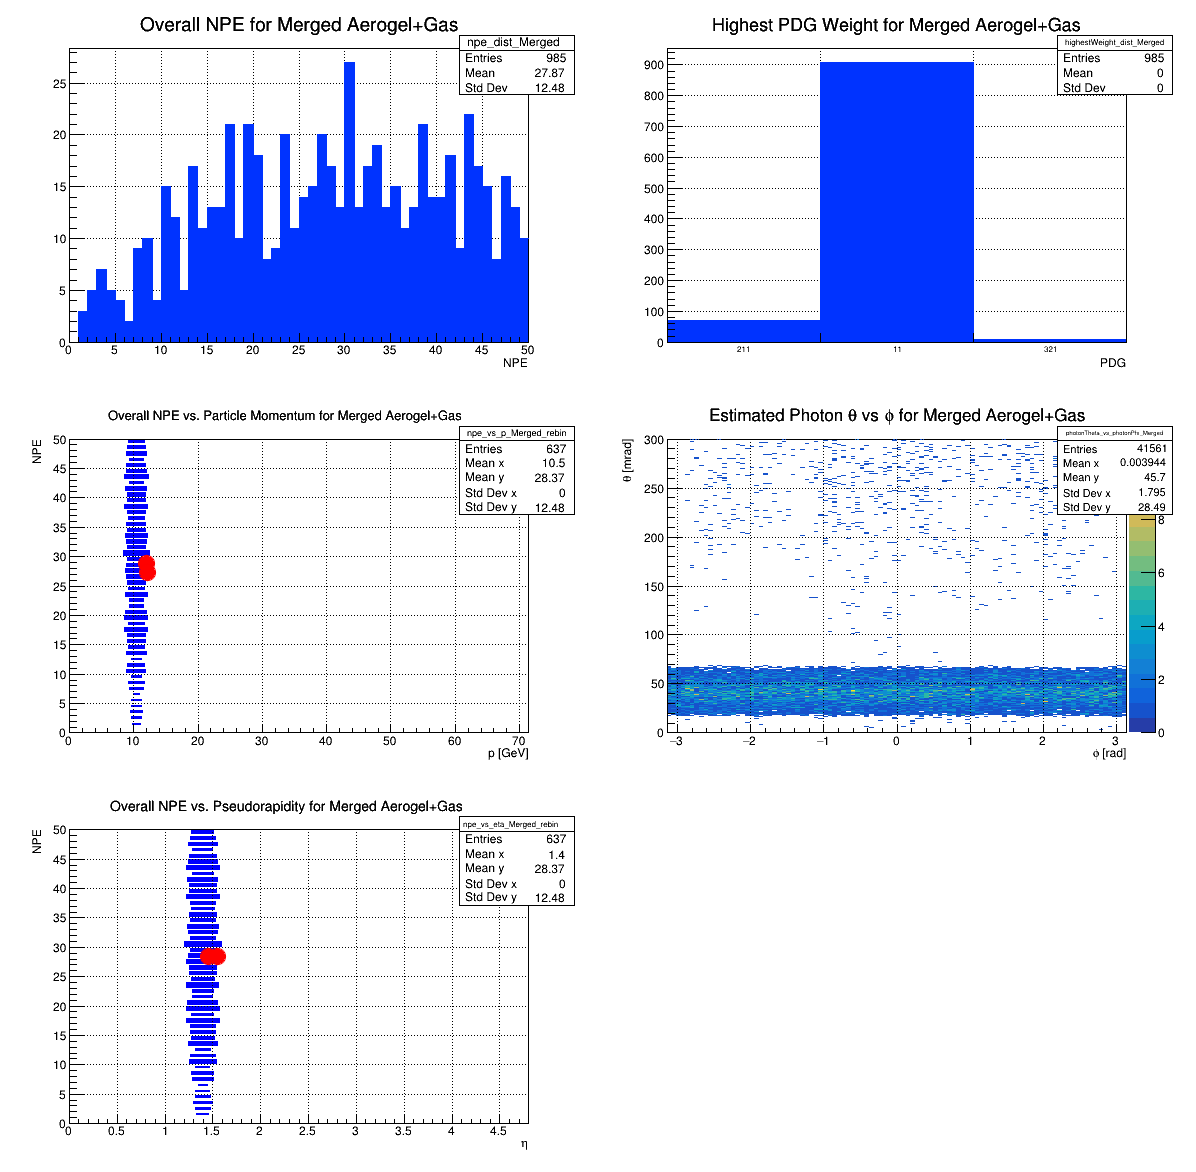 Overall NPE for Merged Aerogel+Gas
npe_dist_Merged
Entries 985
Mean 27.87
Std Dev 12.48
25
20
15
10
5
0
0 5 10 15 20 25 30 35 40 45 50
NPE
Highest PDG Weight for Merged Aerogel+Gas
highestWeight_dist_Merged
Entries 985
Mean 0
Std Dev 0
900
800
700
600
500
400
300
200
100
0
211 11 321
PDG
Overall NPE vs. Particle Momentum for Merged Aerogel+Gas
npe_vs_p_Merged_rebin
Entries 637
Mean x 10.5
Mean y 28.37
Std Dev x 0
Std Dev y 12.48
NPE
50
45
40
35
30
25
20
15
10
5
0
0 10 20 30 40 50 60 70
p [GeV]
Estimated Photon θ vs ϕ for Merged Aerogel+Gas
photonTheta_vs_photonPhi_Merged
Entries 41561
Mean x 0.003944
Mean y 45.7
Std Dev x 1.795
Std Dev y 28.49
θ [mrad]
300
250
200
150
100
50
0
−3 −2 −1 0 1 2 3
ϕ [rad]
8
6
4
2
0
Overall NPE vs. Pseudorapidity for Merged Aerogel+Gas
npe_vs_eta_Merged_rebin
Entries 637
Mean x 1.4
Mean y 28.37
Std Dev x 0
Std Dev y 12.48
NPE
50
45
40
35
30
25
20
15
10
5
0
0 0.5 1 1.5 2 2.5 3 3.5 4 4.5
η